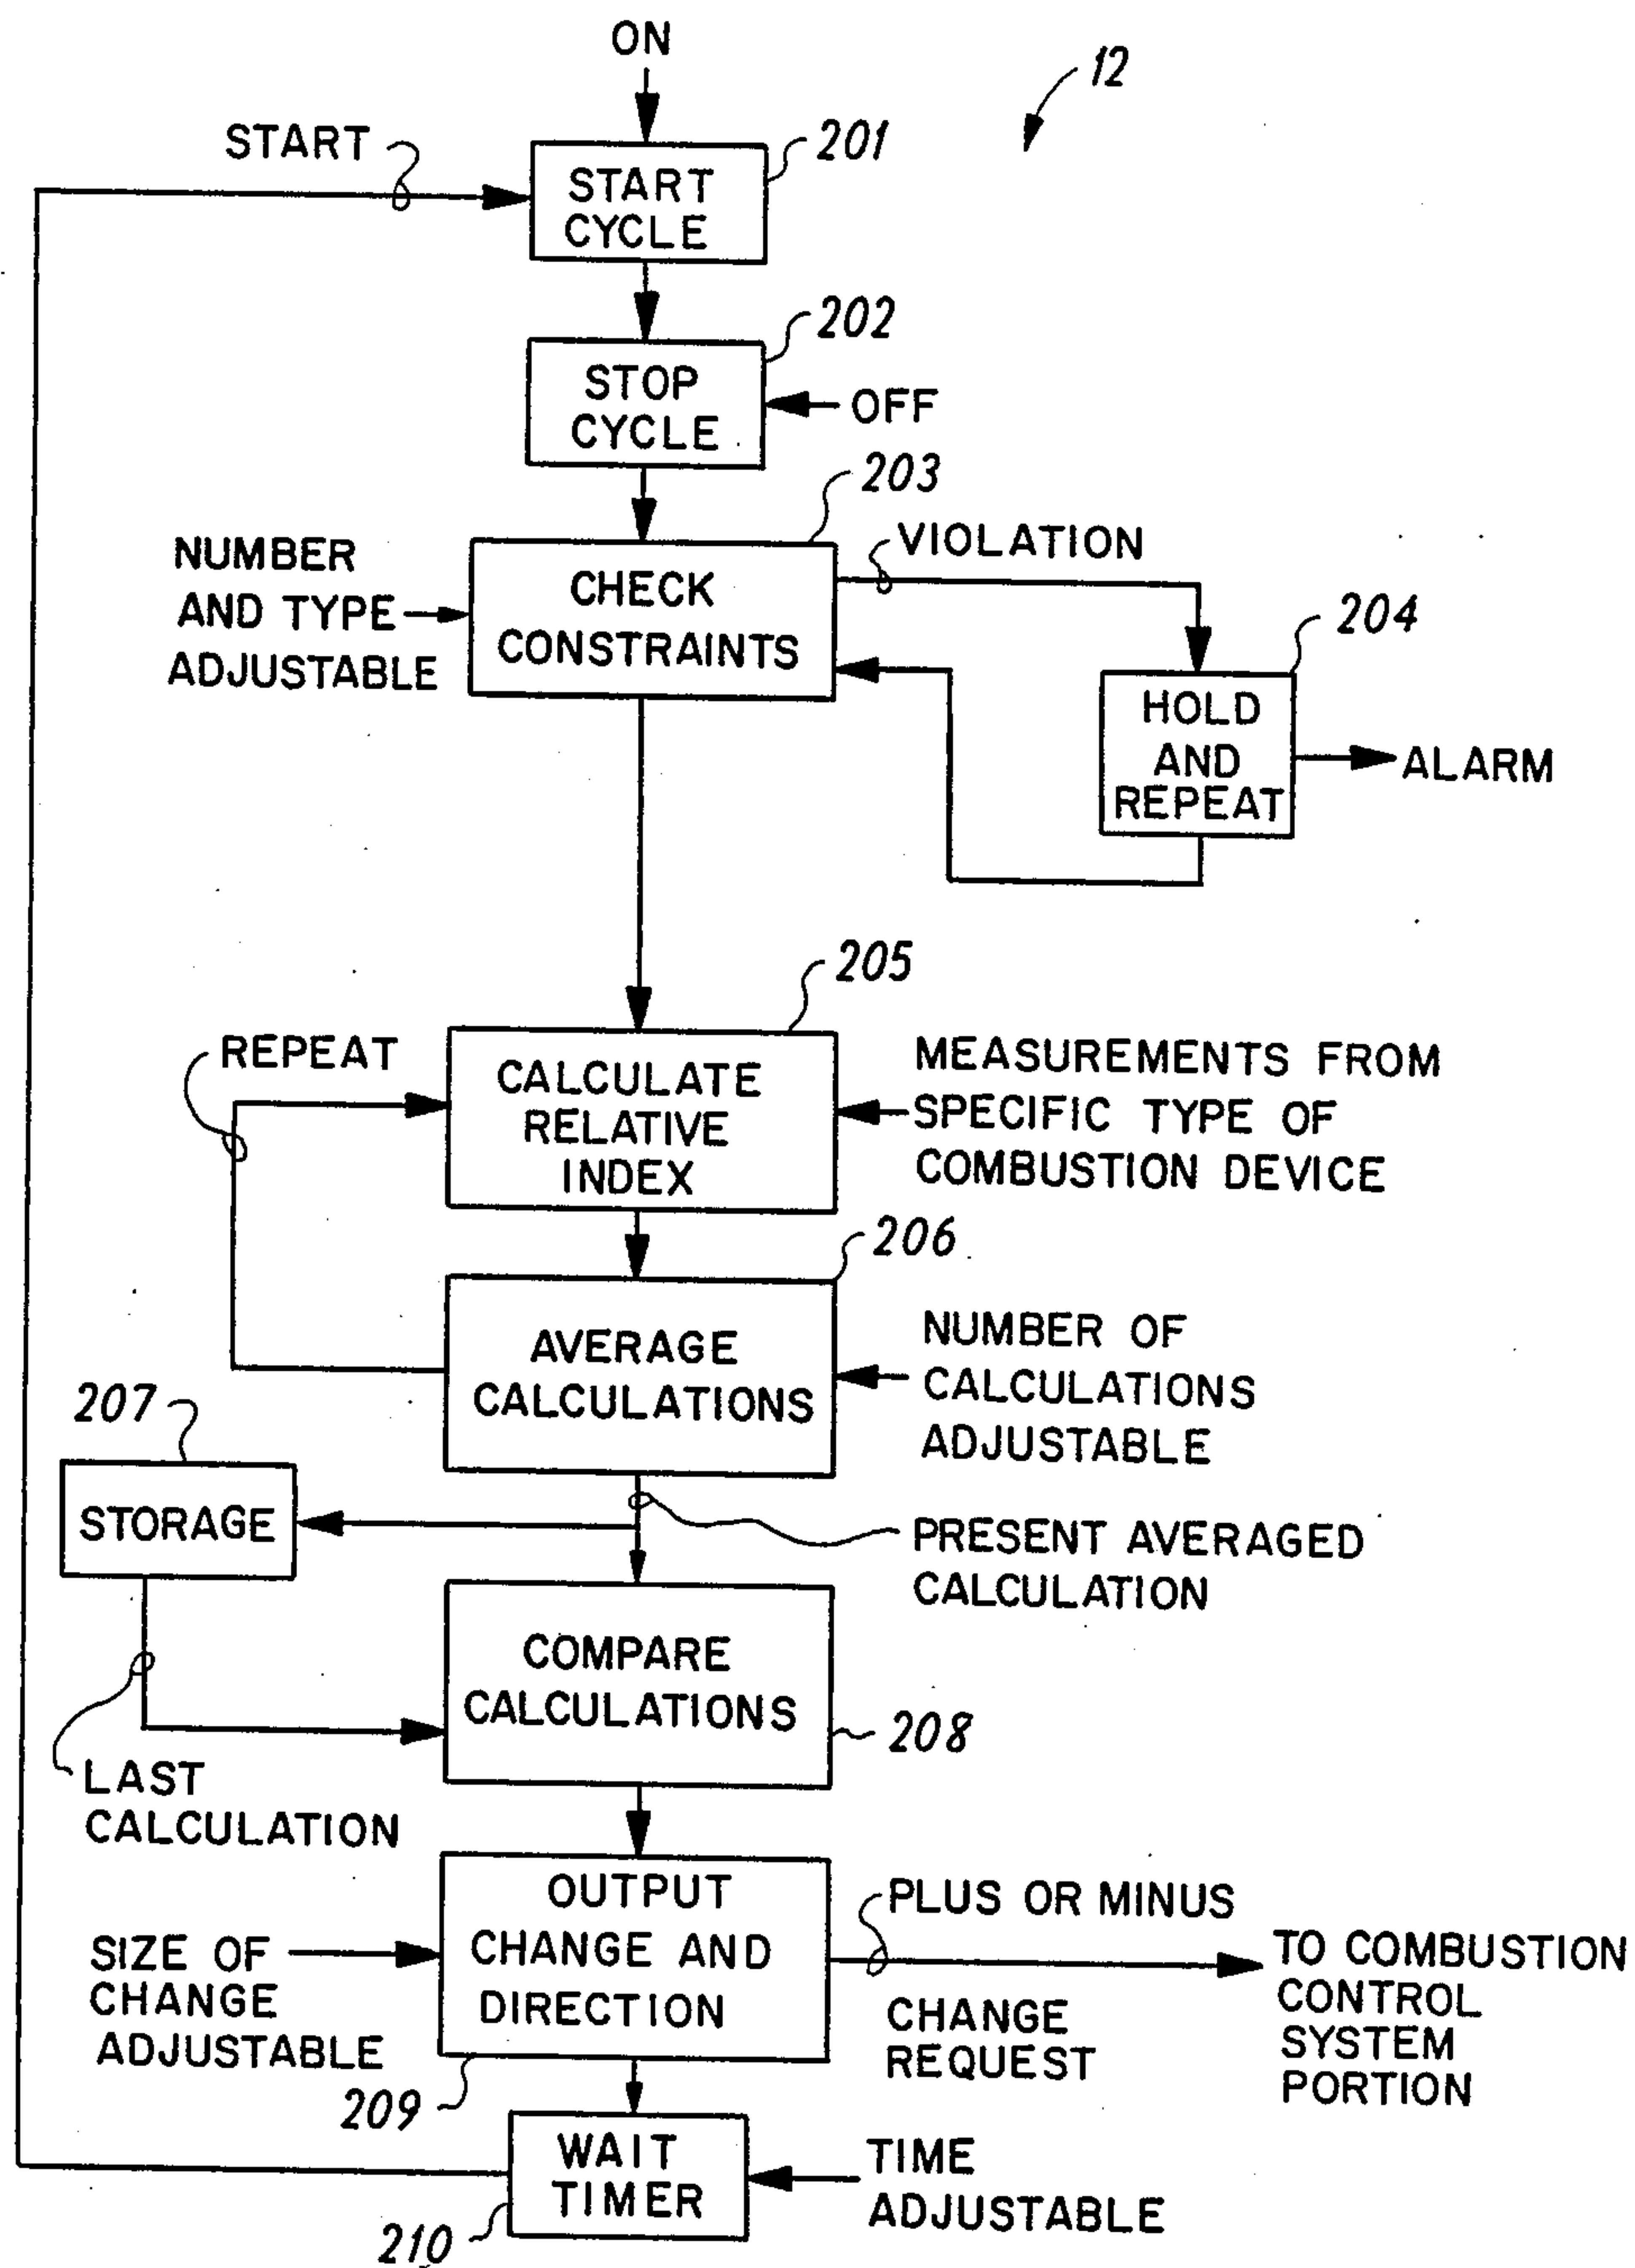 ON
12
START
201
START
CYCLE
202
STOP
CYCLE
OFF
203
NUMBER
AND TYPE
ADJUSTABLE
CHECK
CONSTRAINTS
VIOLATION
204
HOLD
AND
REPEAT
ALARM
205
REPEAT
CALCULATE
RELATIVE
INDEX
MEASUREMENTS FROM
SPECIFIC TYPE OF
COMBUSTION DEVICE
206
AVERAGE
CALCULATIONS
NUMBER OF
CALCULATIONS
ADJUSTABLE
207
STORAGE
PRESENT AVERAGED
CALCULATION
COMPARE
CALCULATIONS
208
LAST
CALCULATION
OUTPUT
CHANGE AND
DIRECTION
SIZE OF
CHANGE
ADJUSTABLE
PLUS OR MINUS
CHANGE
REQUEST
TO COMBUSTION
CONTROL
SYSTEM
PORTION
209
WAIT
TIMER
TIME
ADJUSTABLE
210